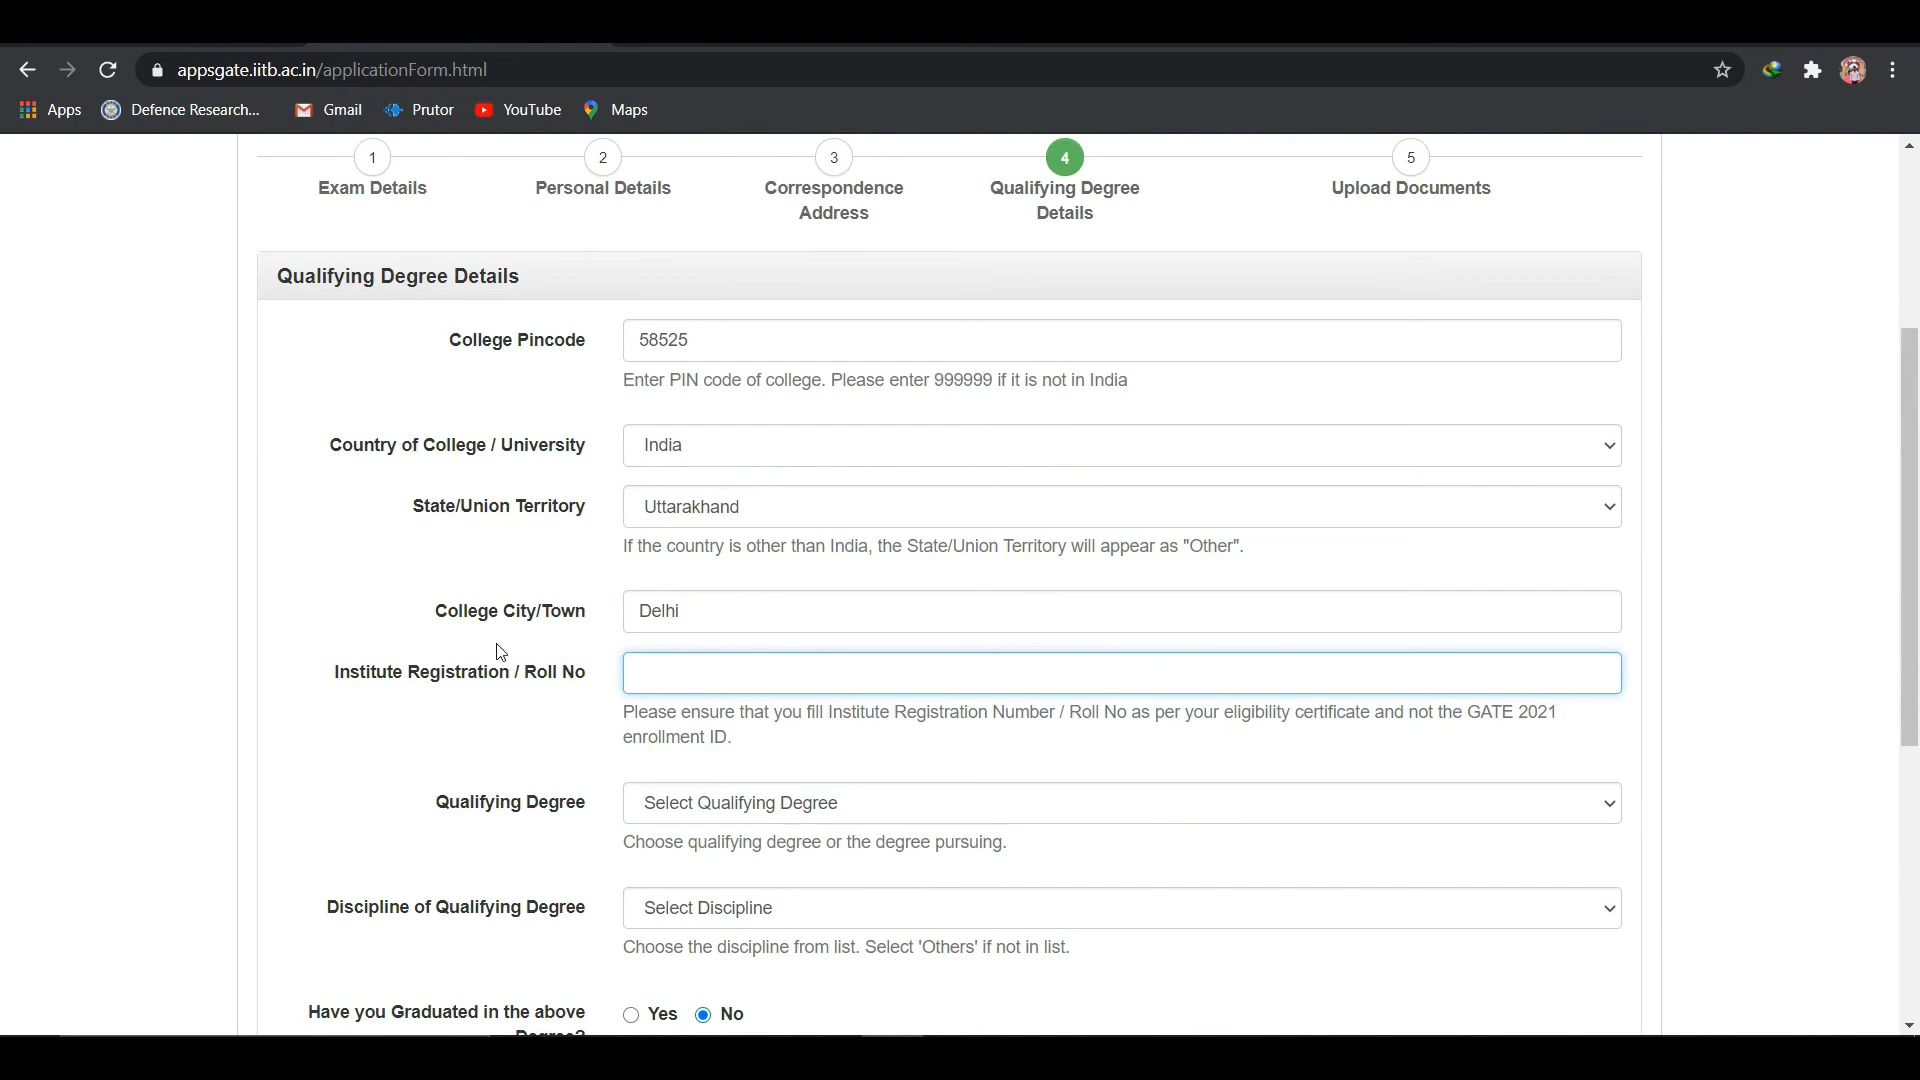 appsgate.iitb.ac.in/applicationForm.html
Apps Defence Research... Gmail Prutor YouTube Maps
1 2 3 4 5
Exam Details Personal Details Correspondence Address Qualifying Degree Details Upload Documents
Qualifying Degree Details
College Pincode 58525
Enter PIN code of college. Please enter 999999 if it is not in India
Country of College / University India
State/Union Territory Uttarakhand
If the country is other than India, the State/Union Territory will appear as "Other".
College City/Town Delhi
Institute Registration / Roll No
Please ensure that you fill Institute Registration Number / Roll No as per your eligibility certificate and not the GATE 2021
enrollment ID.
Qualifying Degree Select Qualifying Degree
Choose qualifying degree or the degree pursuing.
Discipline of Qualifying Degree Select Discipline
Choose the discipline from list. Select 'Others' if not in list.
Have you Graduated in the above Yes No
Degree?